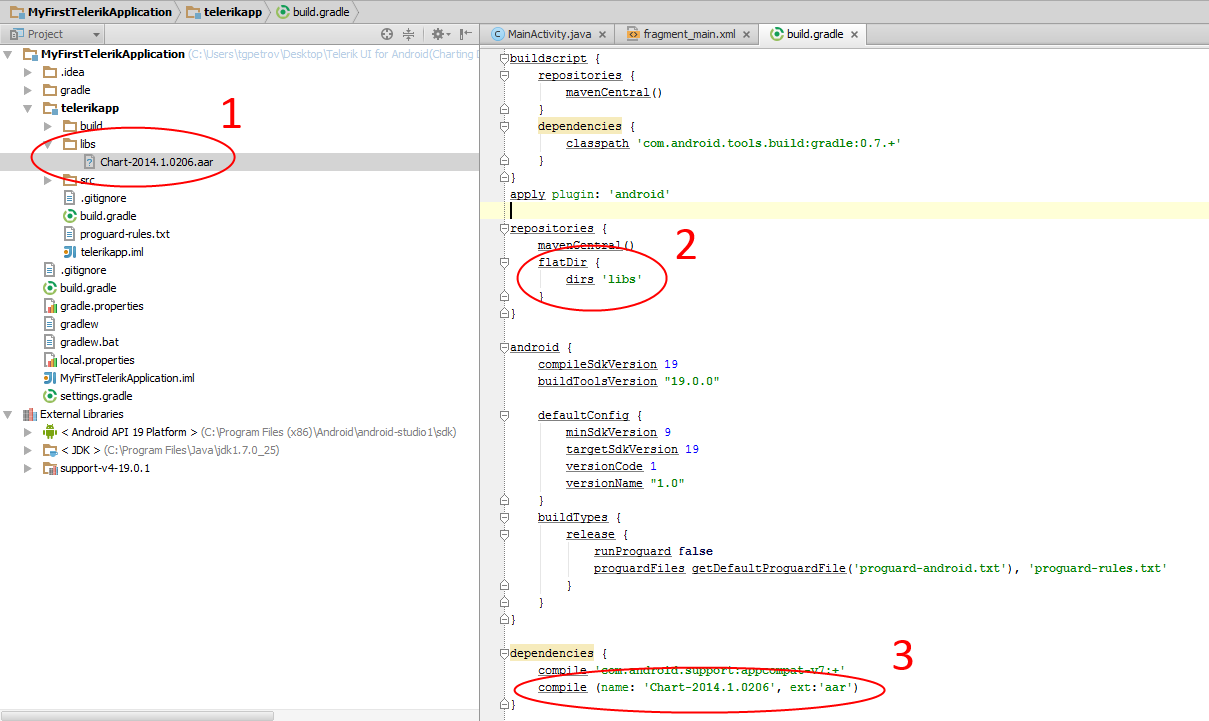 MyFirstTelerikApplication telerikapp build.gradle
Project
MyFirstTelerikApplication (C:\Users\tgpetrov\Desktop\Telerik UI for Android(Charting D
.idea
gradle
telerikapp
build
libs
Chart-2014.1.0206.aar
src
.gitignore
build.gradle
proguard-rules.txt
telerikapp.iml
.gitignore
build.gradle
gradle.properties
gradlew
gradlew.bat
local.properties
MyFirstTelerikApplication.iml
settings.gradle
External Libraries
< Android API 19 Platform > (C:\Program Files (x86)\Android\android-studio1\sdk)
< JDK > (C:\Program Files\Java\jdk1.7.0_25)
support-v4-19.0.1
1
MainActivity.java fragment_main.xml build.gradle
buildscript {
repositories {
mavenCentral()
}
dependencies {
classpath 'com.android.tools.build:gradle:0.7.+'
}
}
apply plugin: 'android'
repositories {
mavenCentral()
flatDir {
dirs 'libs'
}
}
2
android {
compileSdkVersion 19
buildToolsVersion "19.0.0"
defaultConfig {
minSdkVersion 9
targetSdkVersion 19
versionCode 1
versionName "1.0"
}
buildTypes {
release {
runProguard false
proguardFiles getDefaultProguardFile('proguard-android.txt'), 'proguard-rules.txt'
}
}
}
dependencies {
compile 'com.android.support:appcompat-v7:+'
compile (name: 'Chart-2014.1.0206', ext:'aar')
}
3